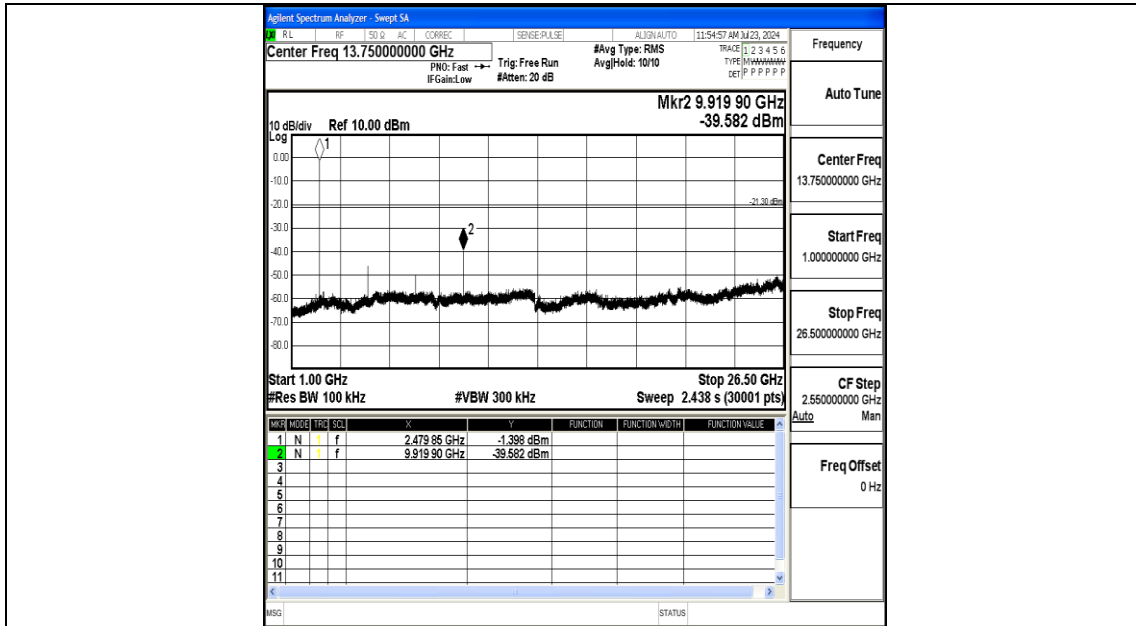 Agilent Spectrum Analyzer - Swept SA
RL RF 50 Ω AC CORREC SENSE:PULSE ALIGN AUTO 11:54:57 AM Jul 23, 2024
Center Freq 13.750000000 GHz #Avg Type: RMS TRACE 1 2 3 4 5 6
PNO: Fast Trig: Free Run Avg|Hold: 10/10 TYPE MWWWWW
IFGain:Low #Atten: 20 dB DET P P P P P P
Frequency
Auto Tune
Center Freq
13.750000000 GHz
Start Freq
1.000000000 GHz
Stop Freq
26.500000000 GHz
CF Step
2.550000000 GHz
Auto Man
Freq Offset
0 Hz
Mkr2 9.919 90 GHz
-39.582 dBm
10 dB/div Ref 10.00 dBm
Log
1
0.00
-10.0
-20.0
-21.30 dBm
-30.0
2
-40.0
-50.0
-60.0
-70.0
-80.0
Start 1.00 GHz Stop 26.50 GHz
#Res BW 100 kHz #VBW 300 kHz Sweep 2.438 s (30001 pts)
MKR MODE TRC SCL X Y FUNCTION FUNCTION WIDTH FUNCTION VALUE
1 N 1 f 2.479 85 GHz -1.398 dBm
2 N 1 f 9.919 90 GHz -39.582 dBm
3
4
5
6
7
8
9
10
11
MSG STATUS